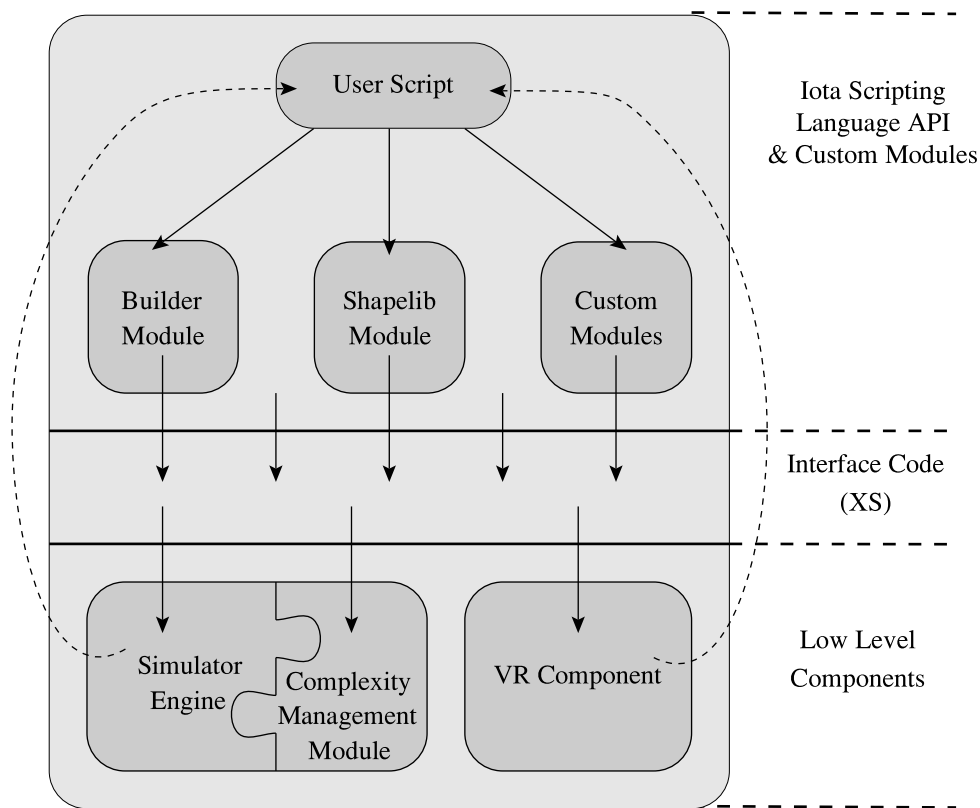 User Script
Iota Scripting
Language API
& Custom Modules
Builder
Module
Shapelib
Module
Custom
Modules
Interface Code
(XS)
Simulator
Engine
Complexity
Management
Module
VR Component
Low Level
Components